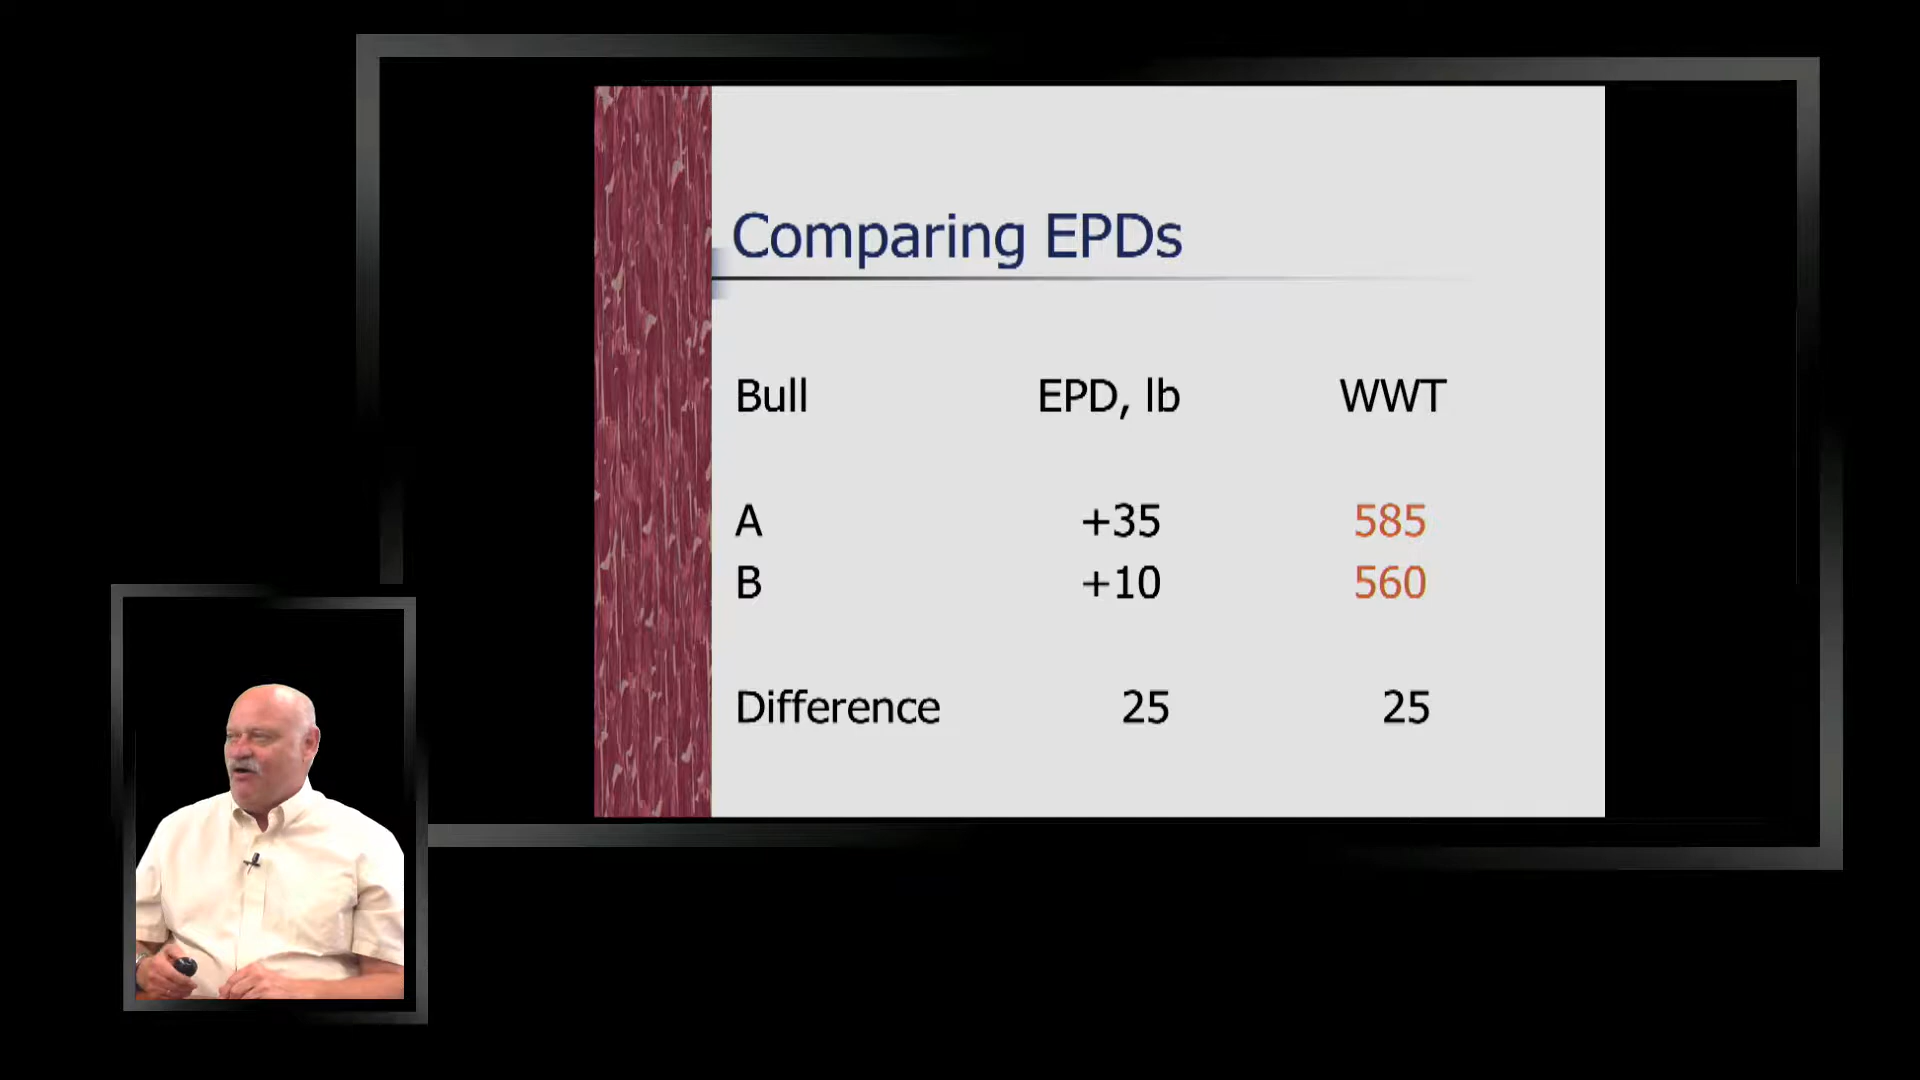 Comparing EPDs
Bull EPD, lb WWT
A +35 585
B +10 560
Difference 25 25